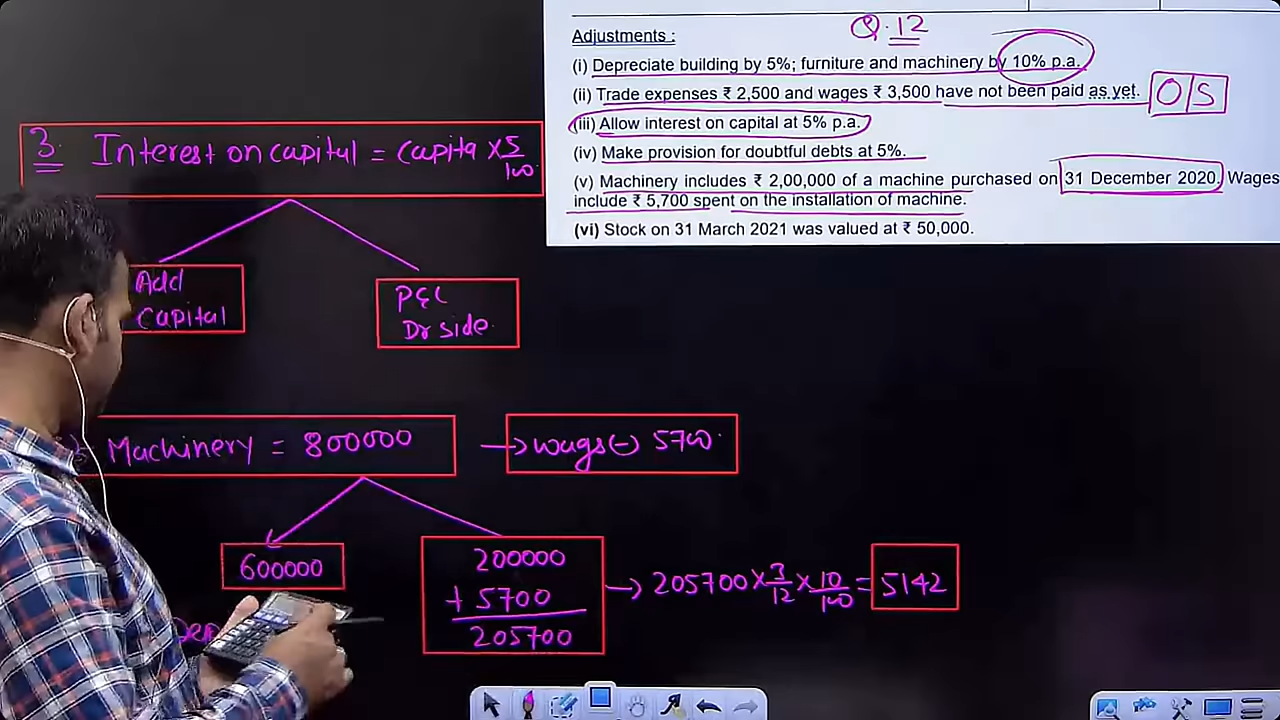 Q. 12
Adjustments :
(i) Depreciate building by 5%; furniture and machinery by 10% p.a.
(ii) Trade expenses ₹ 2,500 and wages ₹ 3,500 have not been paid as yet. O/S
(iii) Allow interest on capital at 5% p.a.
(iv) Make provision for doubtful debts at 5%.
(v) Machinery includes ₹ 2,00,000 of a machine purchased on 31 December 2020. Wages
include ₹ 5,700 spent on the installation of machine.
(vi) Stock on 31 March 2021 was valued at ₹ 50,000.
3. Interest on capital = capita × 5/100
Add
Capital
P&L
Dr side
Machinery = 800000 → wags (-) 5700
600000
200000
+ 5700
205700
→ 205700 × 3/12 × 10/100 = 5142
Dep